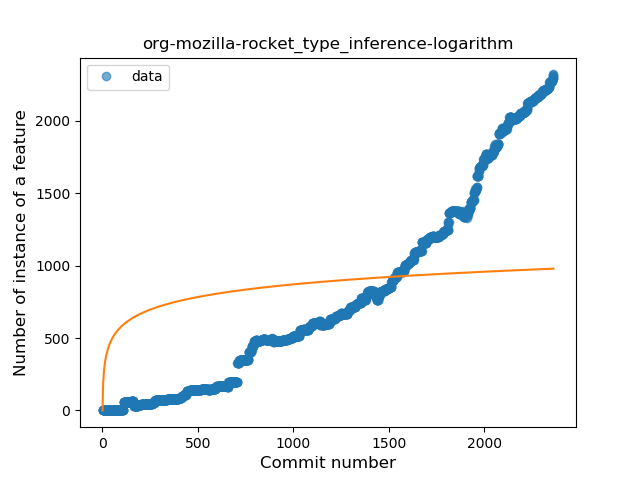 org-mozilla-rocket_type_inference-logarithm
data
Number of instance of a feature
2000
1500
1000
500
0
0 500 1000 1500 2000
Commit number